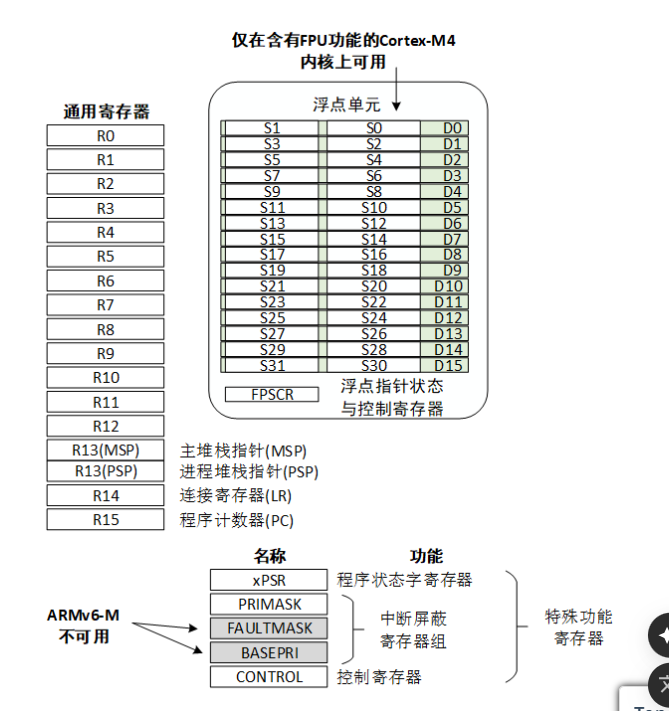 仅在含有FPU功能的Cortex-M4
内核上可用
浮点单元
通用寄存器
R0
R1
R2
R3
R4
R5
R6
R7
R8
R9
R10
R11
R12
R13(MSP) 主堆栈指针(MSP)
R13(PSP) 进程堆栈指针(PSP)
R14 连接寄存器(LR)
R15 程序计数器(PC)
S1 S0 D0
S3 S2 D1
S5 S4 D2
S7 S6 D3
S9 S8 D4
S11 S10 D5
S13 S12 D6
S15 S14 D7
S17 S16 D8
S19 S18 D9
S21 S20 D10
S23 S22 D11
S25 S24 D12
S27 S26 D13
S29 S28 D14
S31 S30 D15
FPSCR
浮点指针状态
与控制寄存器
名称 功能
xPSR 程序状态字寄存器
PRIMASK
FAULTMASK
BASEPRI
CONTROL 控制寄存器
中断屏蔽
寄存器组
特殊功能
寄存器
ARMv6-M
不可用